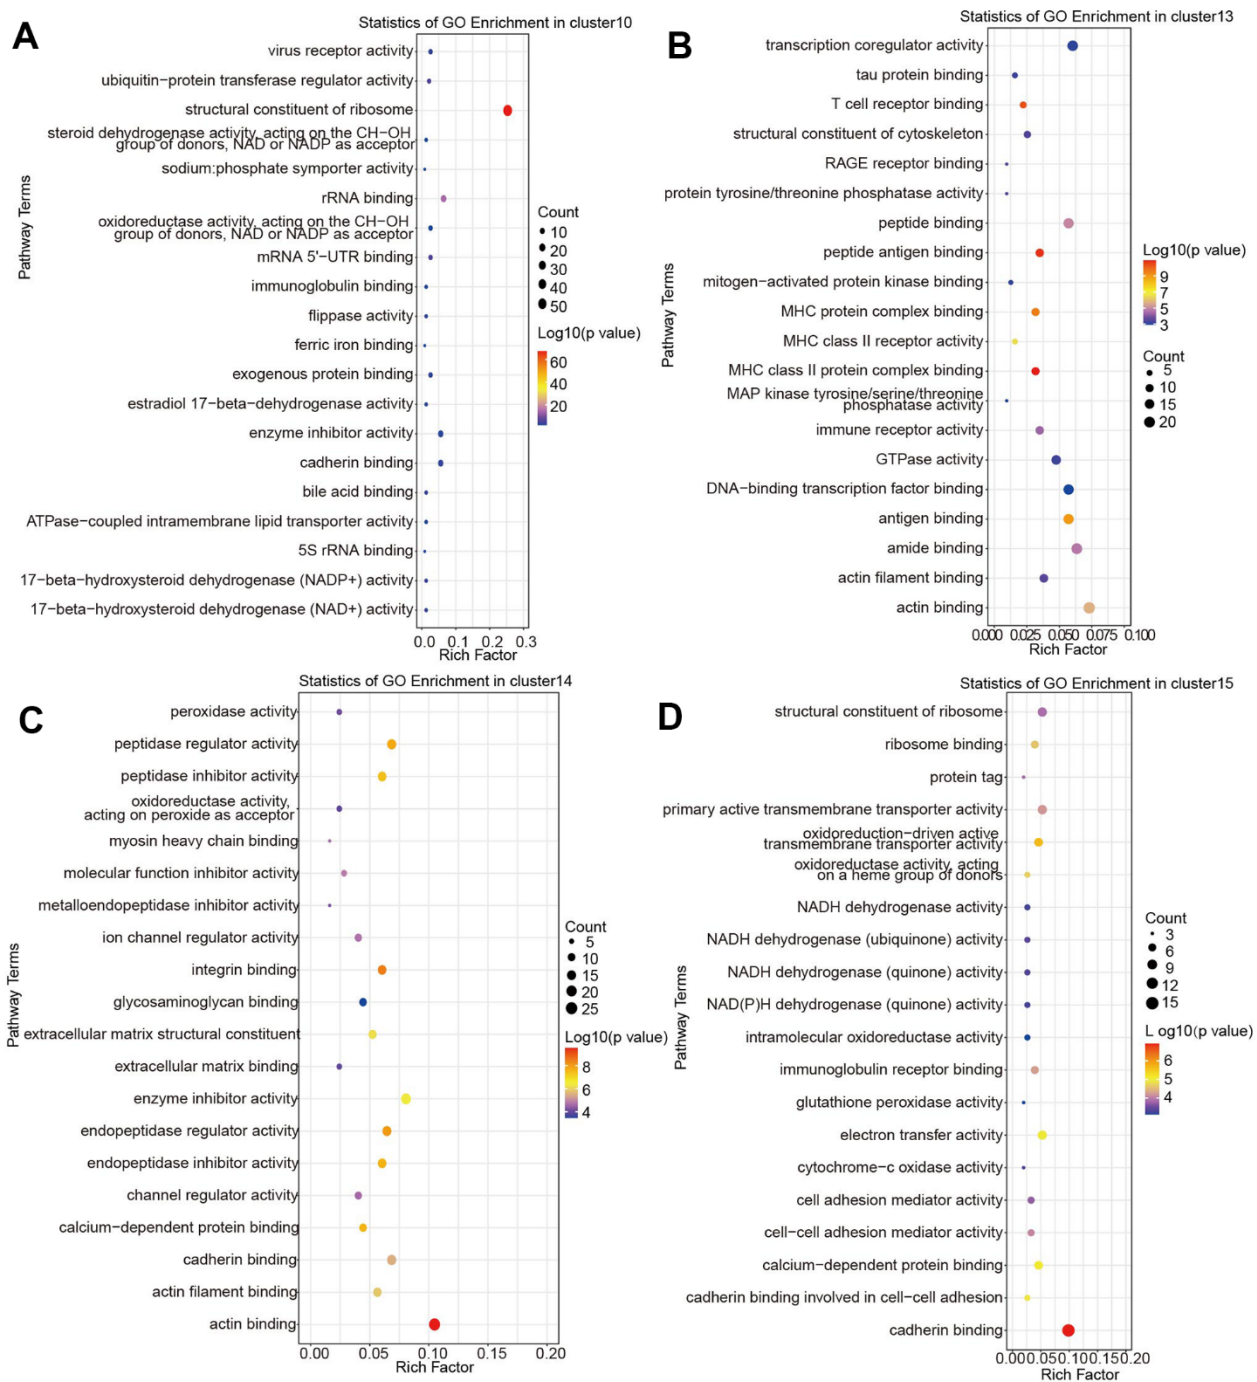 A
Statistics of GO Enrichment in cluster10
Pathway Terms
virus receptor activity
ubiquitin−protein transferase regulator activity
structural constituent of ribosome
steroid dehydrogenase activity, acting on the CH−OH
group of donors, NAD or NADP as acceptor
sodium:phosphate symporter activity
rRNA binding
oxidoreductase activity, acting on the CH−OH
group of donors, NAD or NADP as acceptor
mRNA 5'−UTR binding
immunoglobulin binding
flippase activity
ferric iron binding
exogenous protein binding
estradiol 17−beta−dehydrogenase activity
enzyme inhibitor activity
cadherin binding
bile acid binding
ATPase−coupled intramembrane lipid transporter activity
5S rRNA binding
17−beta−hydroxysteroid dehydrogenase (NADP+) activity
17−beta−hydroxysteroid dehydrogenase (NAD+) activity
0.0 0.1 0.2 0.3
Rich Factor
Count
10
20
30
40
50
Log10(p value)
60
40
20
B
Statistics of GO Enrichment in cluster13
Pathway Terms
transcription coregulator activity
tau protein binding
T cell receptor binding
structural constituent of cytoskeleton
RAGE receptor binding
protein tyrosine/threonine phosphatase activity
peptide binding
peptide antigen binding
mitogen−activated protein kinase binding
MHC protein complex binding
MHC class II receptor activity
MHC class II protein complex binding
MAP kinase tyrosine/serine/threonine
phosphatase activity
immune receptor activity
GTPase activity
DNA−binding transcription factor binding
antigen binding
amide binding
actin filament binding
actin binding
0.000 0.025 0.050 0.075 0.100
Rich Factor
Log10(p value)
9
7
5
3
Count
5
10
15
20
C
Statistics of GO Enrichment in cluster14
Pathway Terms
peroxidase activity
peptidase regulator activity
peptidase inhibitor activity
oxidoreductase activity,
acting on peroxide as acceptor
myosin heavy chain binding
molecular function inhibitor activity
metalloendopeptidase inhibitor activity
ion channel regulator activity
integrin binding
glycosaminoglycan binding
extracellular matrix structural constituent
extracellular matrix binding
enzyme inhibitor activity
endopeptidase regulator activity
endopeptidase inhibitor activity
channel regulator activity
calcium−dependent protein binding
cadherin binding
actin filament binding
actin binding
0.00 0.05 0.10 0.15 0.20
Rich Factor
Count
5
10
15
20
25
Log10(p value)
8
6
4
D
Statistics of GO Enrichment in cluster15
Pathway Terms
structural constituent of ribosome
ribosome binding
protein tag
primary active transmembrane transporter activity
oxidoreduction−driven active
transmembrane transporter activity
oxidoreductase activity, acting
on a heme group of donors
NADH dehydrogenase activity
NADH dehydrogenase (ubiquinone) activity
NADH dehydrogenase (quinone) activity
NAD(P)H dehydrogenase (quinone) activity
intramolecular oxidoreductase activity
immunoglobulin receptor binding
glutathione peroxidase activity
electron transfer activity
cytochrome−c oxidase activity
cell adhesion mediator activity
cell−cell adhesion mediator activity
calcium−dependent protein binding
cadherin binding involved in cell−cell adhesion
cadherin binding
0.00 0.05 0.10 0.15 0.20
Rich Factor
Count
3
6
9
12
15
L og10(p value)
6
5
4